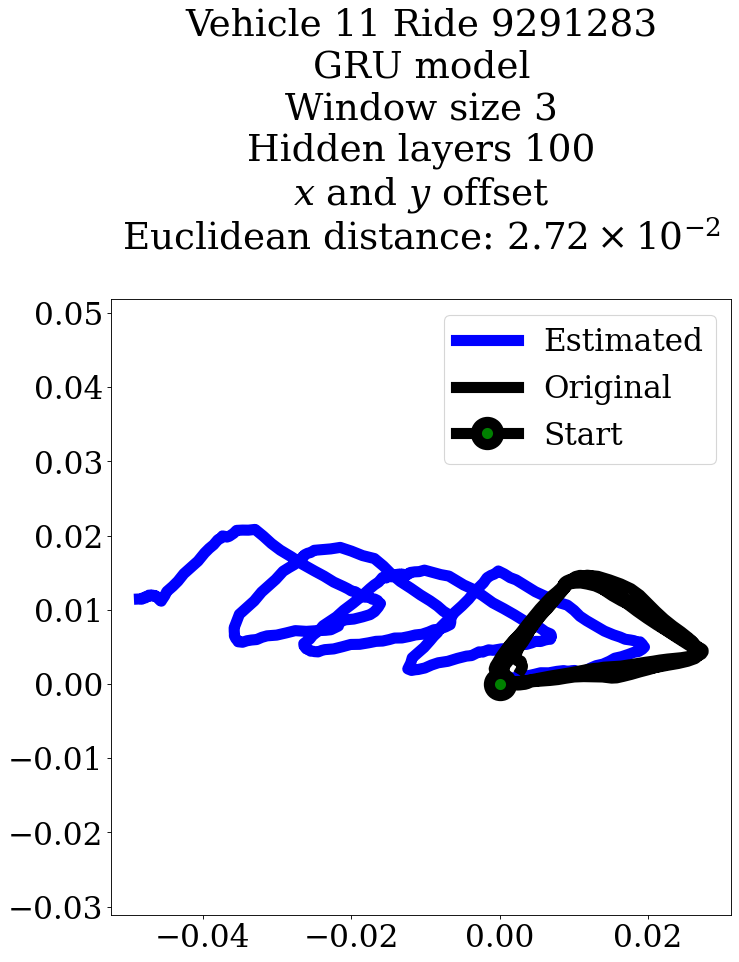 Vehicle 11 Ride 9291283
GRU model
Window size 3
Hidden layers 100
x and y offset
Euclidean distance: 2.72 × 10⁻²
Estimated
Original
Start
0.05
0.04
0.03
0.02
0.01
0.00
−0.01
−0.02
−0.03
−0.04 −0.02 0.00 0.02